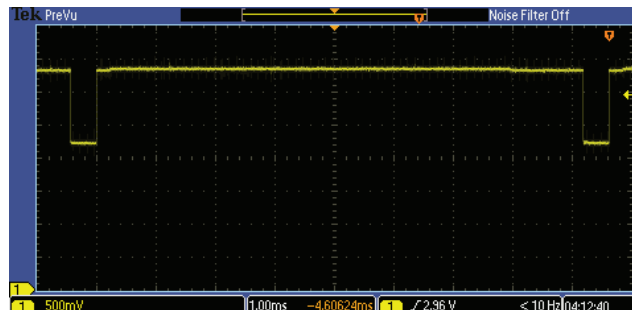 Tek PreVu Noise Filter Off
1
1 500mV 1.00ms -4.60624ms 1 2.96 V < 10 Hz 04:12:40